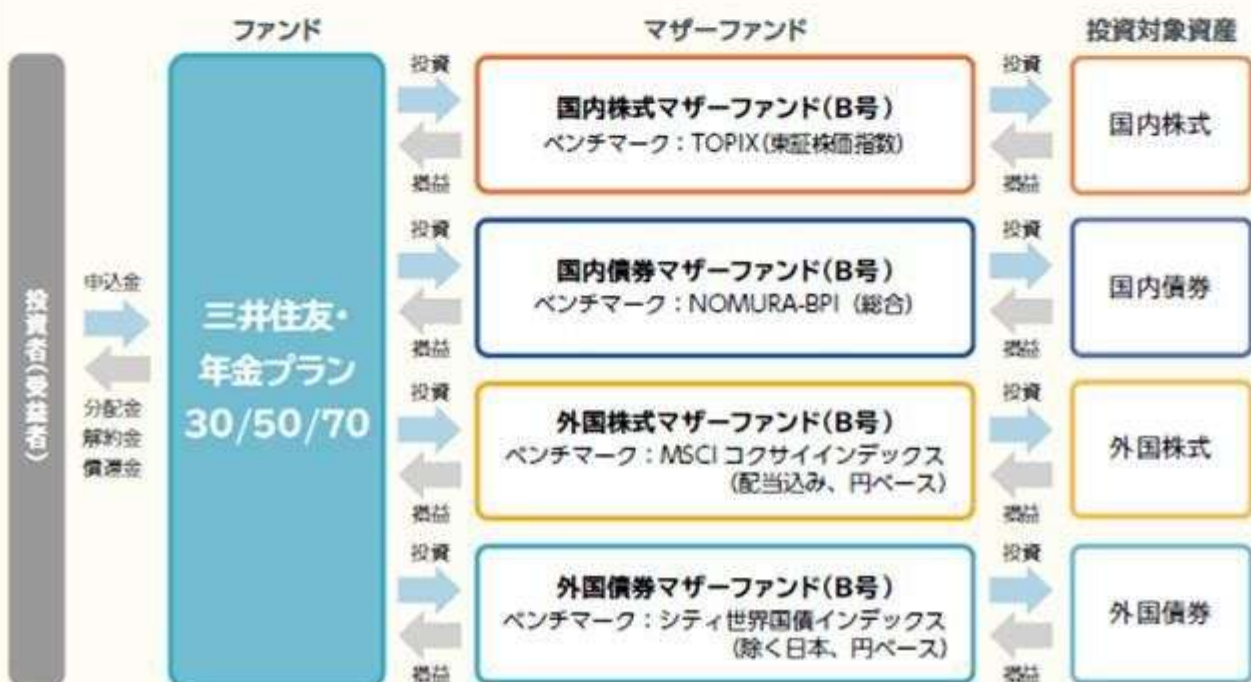 ファンド
マザーファンド
投資対象資産
投資者(受益者)
申込金
分配金
解約金
償還金
三井住友・
年金プラン
30/50/70
投資
損益
国内株式マザーファンド(B号)
ベンチマーク:TOPIX(東証株価指数)
投資
損益
国内株式
投資
損益
国内債券マザーファンド(B号)
ベンチマーク:NOMURA-BPI (総合)
投資
損益
国内債券
投資
損益
外国株式マザーファンド(B号)
ベンチマーク:MSCI コクサイインデックス
(配当込み、円ベース)
投資
損益
外国株式
投資
損益
外国債券マザーファンド(B号)
ベンチマーク:シティ世界国債インデックス
(除く日本、円ベース)
投資
損益
外国債券